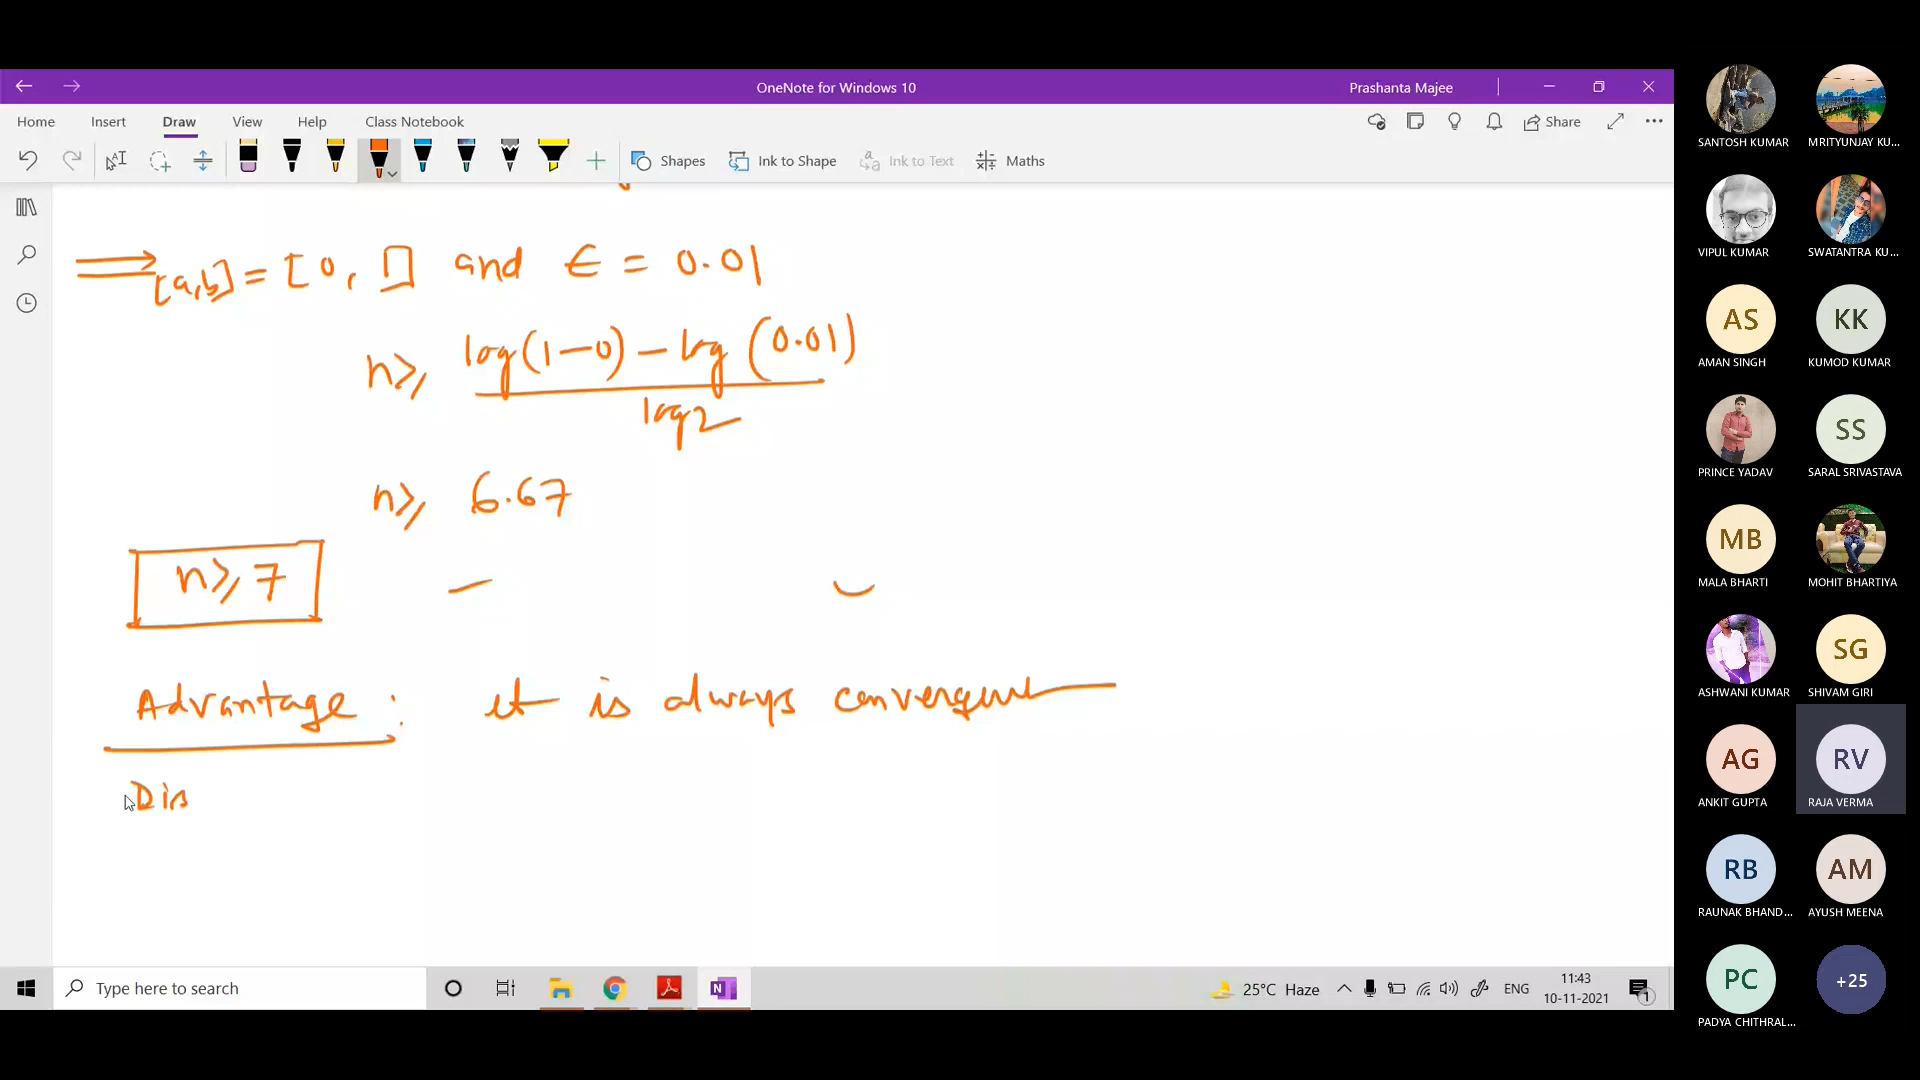 OneNote for Windows 10
Prashanta Majee
Home Insert Draw View Help Class Notebook
Share
Shapes Ink to Shape Ink to Text Maths
[a,b] = [0, 1] and ϵ = 0.01
n ≥ (log(1-0) - log(0.01)) / log 2
n ≥ 6.67
n ≥ 7
Advantage : It is always convergent
Dis
Type here to search
25°C Haze
ENG
11:43
10-11-2021
1
SANTOSH KUMAR
MRITYUNJAY KU...
VIPUL KUMAR
SWATANTRA KU...
AS
AMAN SINGH
KK
KUMOD KUMAR
PRINCE YADAV
SS
SARAL SRIVASTAVA
MB
MALA BHARTI
MOHIT BHARTIYA
ASHWANI KUMAR
SG
SHIVAM GIRI
AG
ANKIT GUPTA
RV
RAJA VERMA
RB
RAUNAK BHAND...
AM
AYUSH MEENA
PC
PADYA CHITHRAL...
+25